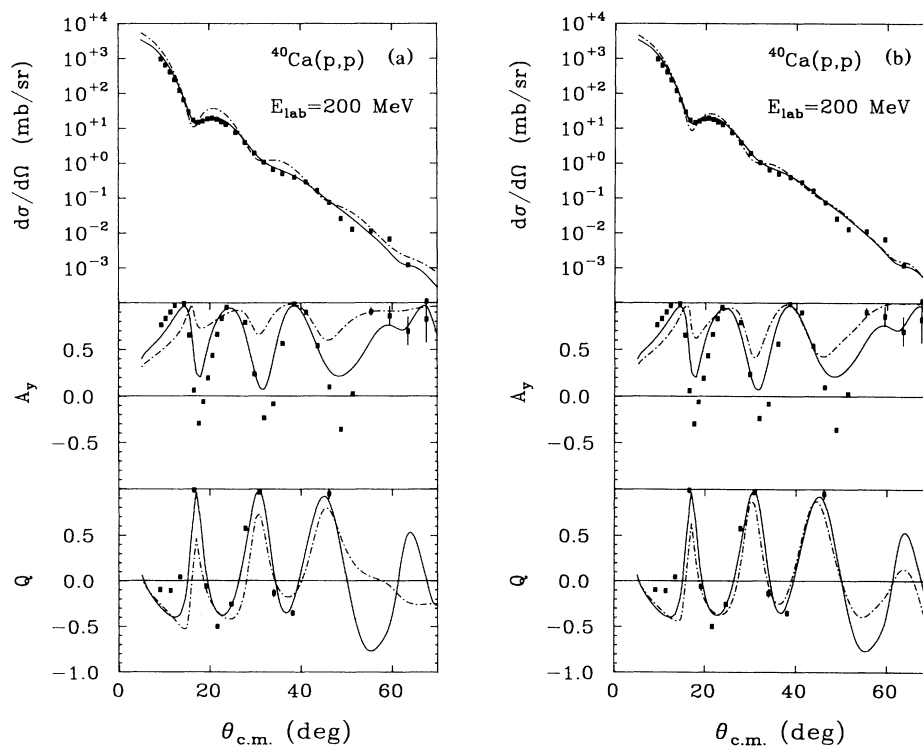 10⁺⁴
10⁺³
10⁺²
10⁺¹
10⁺⁰
10⁻¹
10⁻²
10⁻³
dσ/dΩ (mb/sr)
⁴⁰Ca(p,p) (a)
E_lab=200 MeV
0.5
0.0
−0.5
A_y
0.5
0.0
−0.5
−1.0
Q
0 20 40 60
θ_c.m. (deg)
10⁺⁴
10⁺³
10⁺²
10⁺¹
10⁺⁰
10⁻¹
10⁻²
10⁻³
dσ/dΩ (mb/sr)
⁴⁰Ca(p,p) (b)
E_lab=200 MeV
0.5
0.0
−0.5
A_y
0.5
0.0
−0.5
−1.0
Q
0 20 40 60
θ_c.m. (deg)